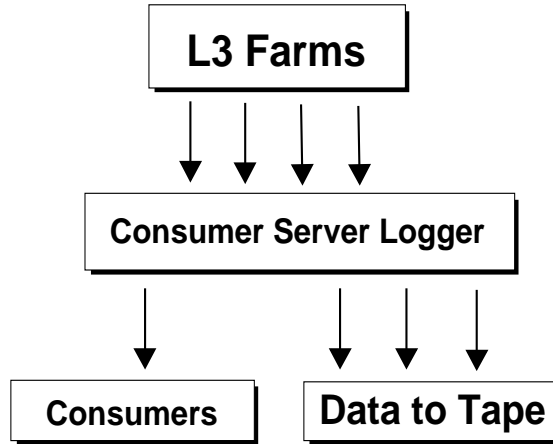 L3 Farms
Consumer Server Logger
Consumers
Data to Tape